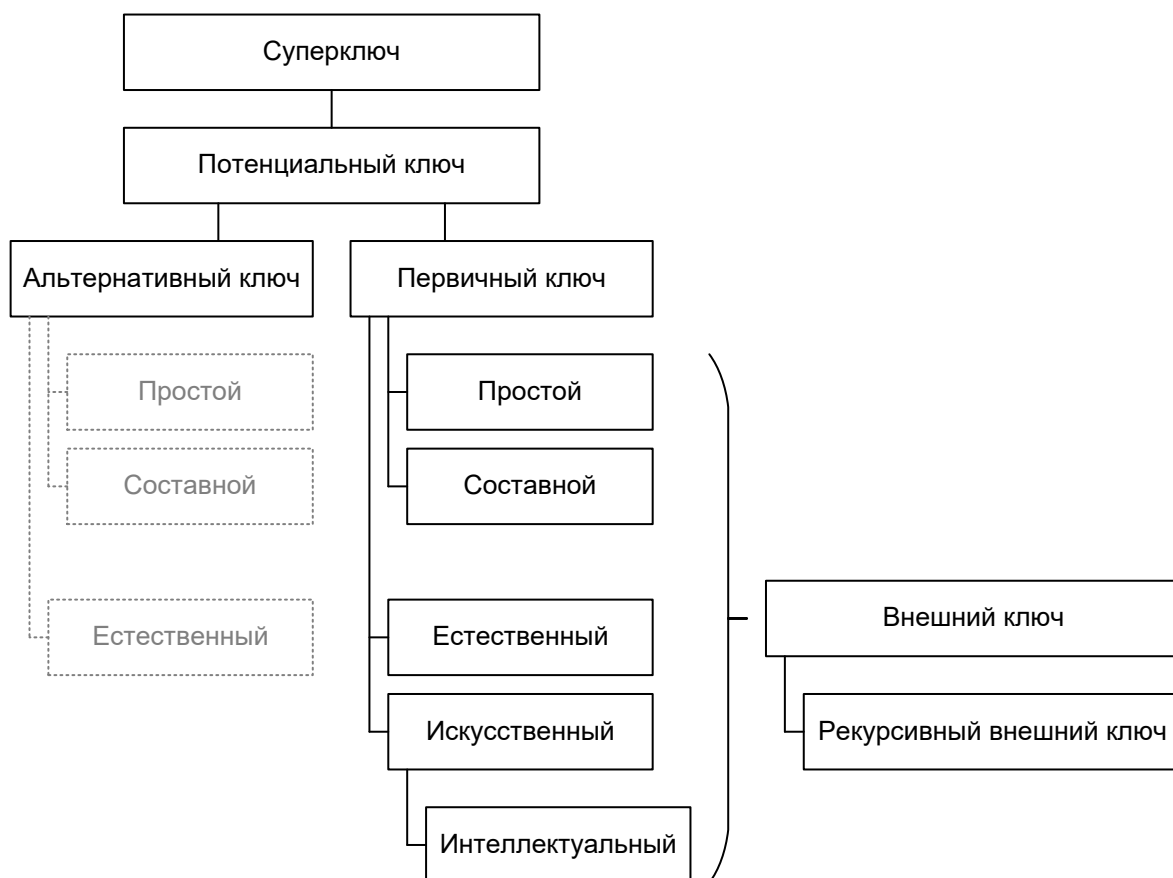 Суперключ
Потенциальный ключ
Альтернативный ключ
Первичный ключ
Простой
Простой
Составной
Составной
Естественный
Естественный
Внешний ключ
Искусственный
Рекурсивный внешний ключ
Интеллектуальный